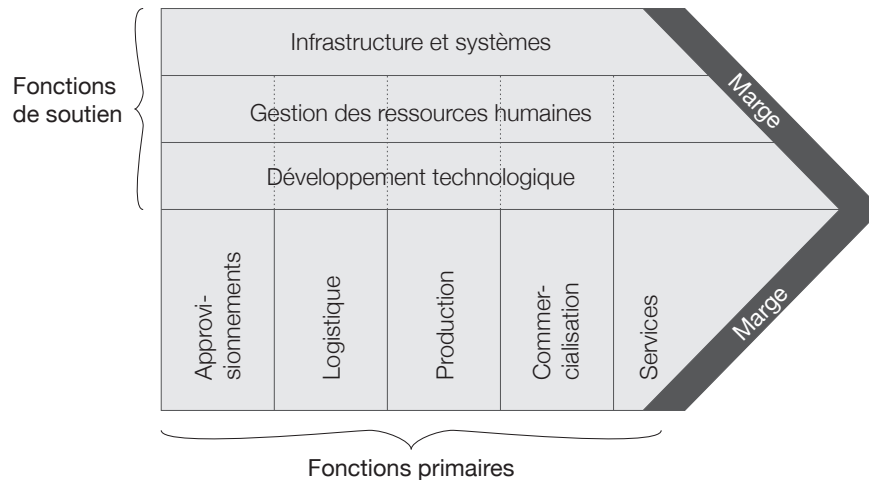 Infrastructure et systèmes
Fonctions
de soutien
Gestion des ressources humaines
Développement technologique
Marge
Marge
Approvi-
sionnements
Logistique
Production
Commer-
cialisation
Services
Fonctions primaires